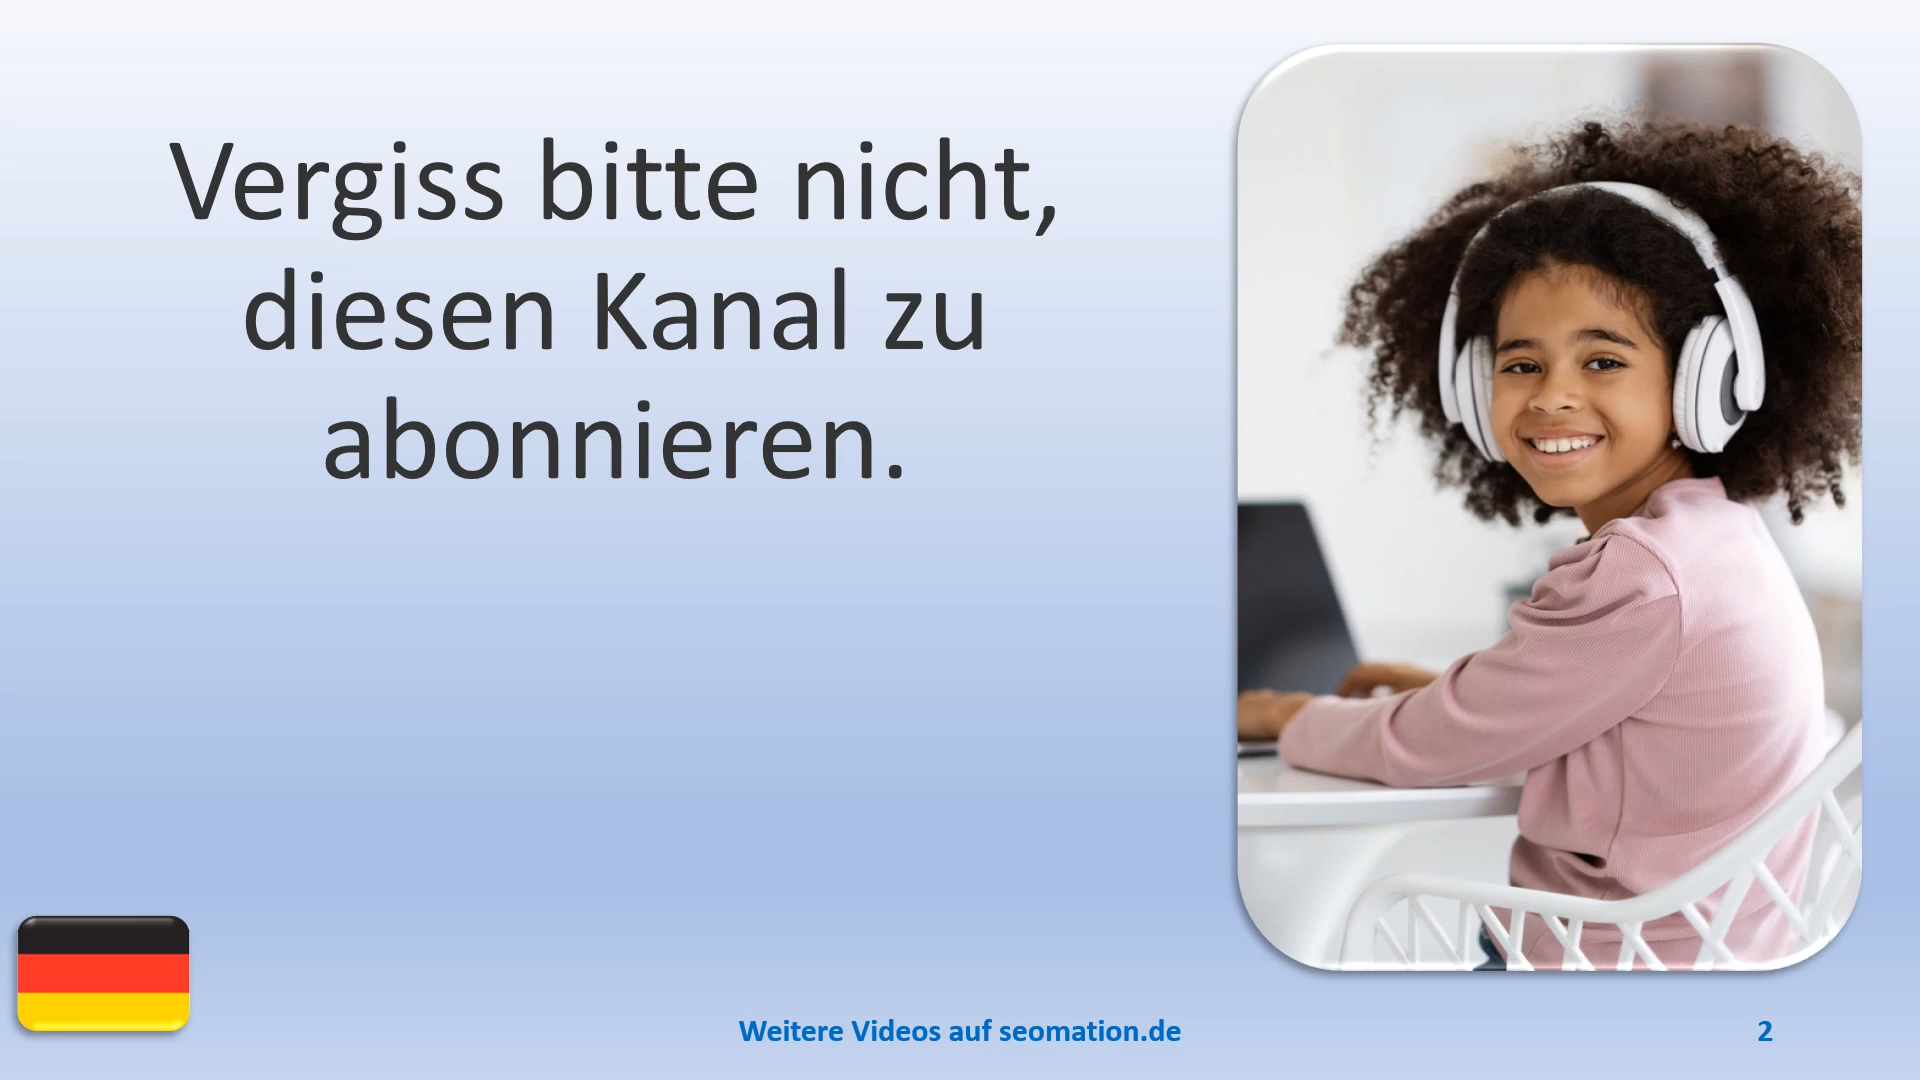 Vergiss bitte nicht,
diesen Kanal zu
abonnieren.
Weitere Videos auf seomation.de
2